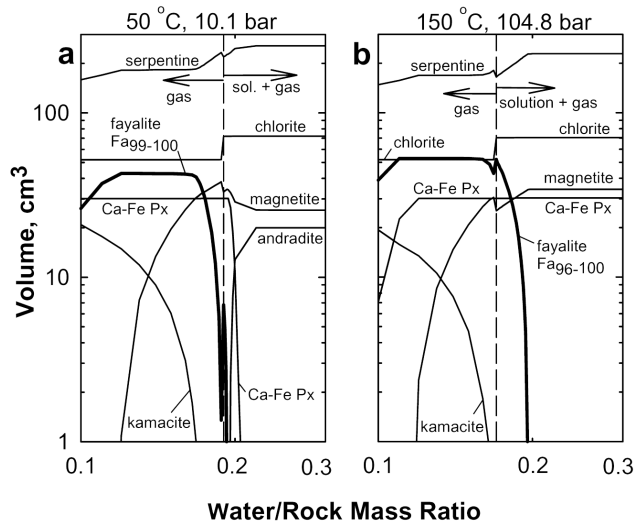 50 °C, 10.1 bar
150 °C, 104.8 bar
a
b
serpentine
sol. + gas
gas
fayalite
Fa99-100
chlorite
Ca-Fe Px
magnetite
andradite
Ca-Fe Px
kamacite
serpentine
gas
solution + gas
chlorite
chlorite
Ca-Fe Px
magnetite
Ca-Fe Px
fayalite
Fa96-100
kamacite
Volume, cm3
100
10
1
0.1
0.2
0.3
0.1
0.2
0.3
Water/Rock Mass Ratio